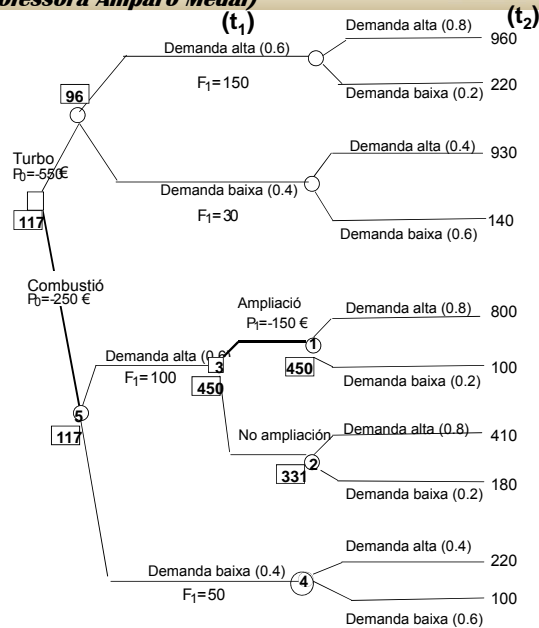 ofessora Amparo Medal)
(t1)
(t2)
Demanda alta (0.6)
F1=150
Demanda alta (0.8)
960
Demanda baixa (0.2)
220
96
Turbo
P0=-550€
117
Demanda baixa (0.4)
F1=30
Demanda alta (0.4)
930
Demanda baixa (0.6)
140
Combustió
P0=-250 €
5
117
Demanda alta (0.6)
F1=100
3
450
Ampliació
P1=-150 €
1
450
Demanda alta (0.8)
800
Demanda baixa (0.2)
100
No ampliación
2
331
Demanda alta (0.8)
410
Demanda baixa (0.2)
180
Demanda baixa (0.4)
F1=50
4
Demanda alta (0.4)
220
Demanda baixa (0.6)
100